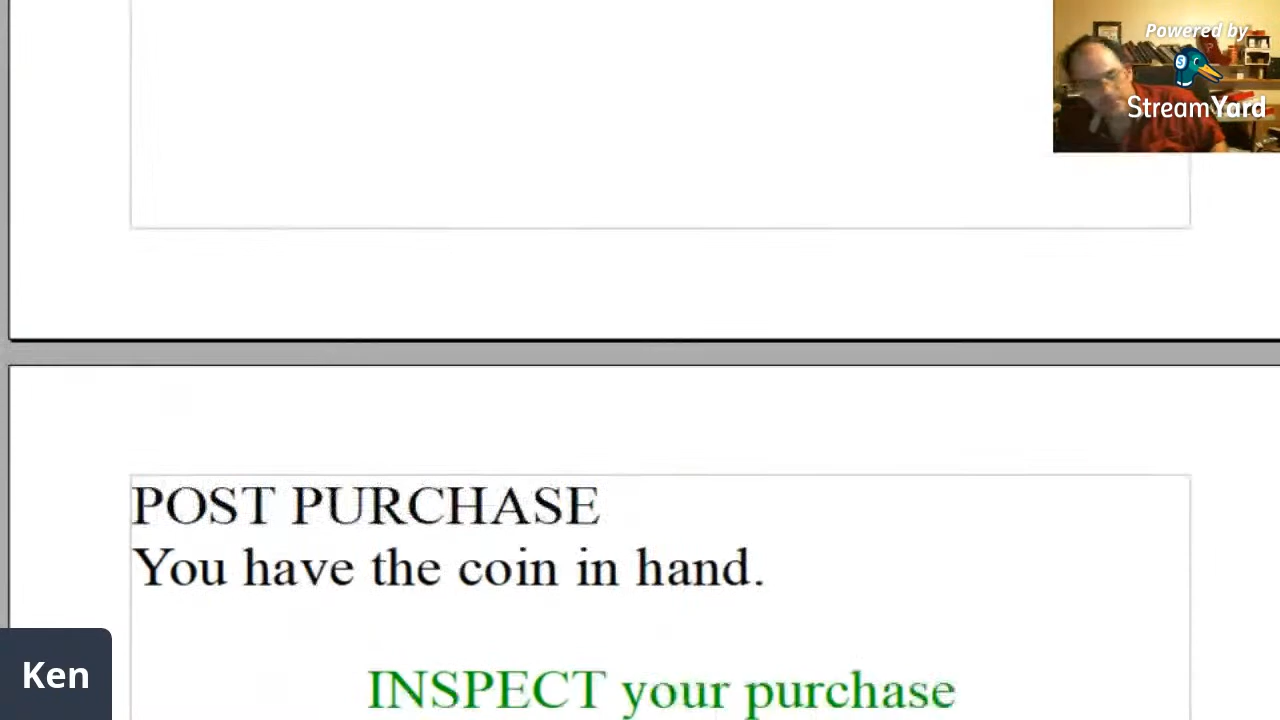 Powered by
StreamYard
POST PURCHASE
You have the coin in hand.
INSPECT your purchase
Ken